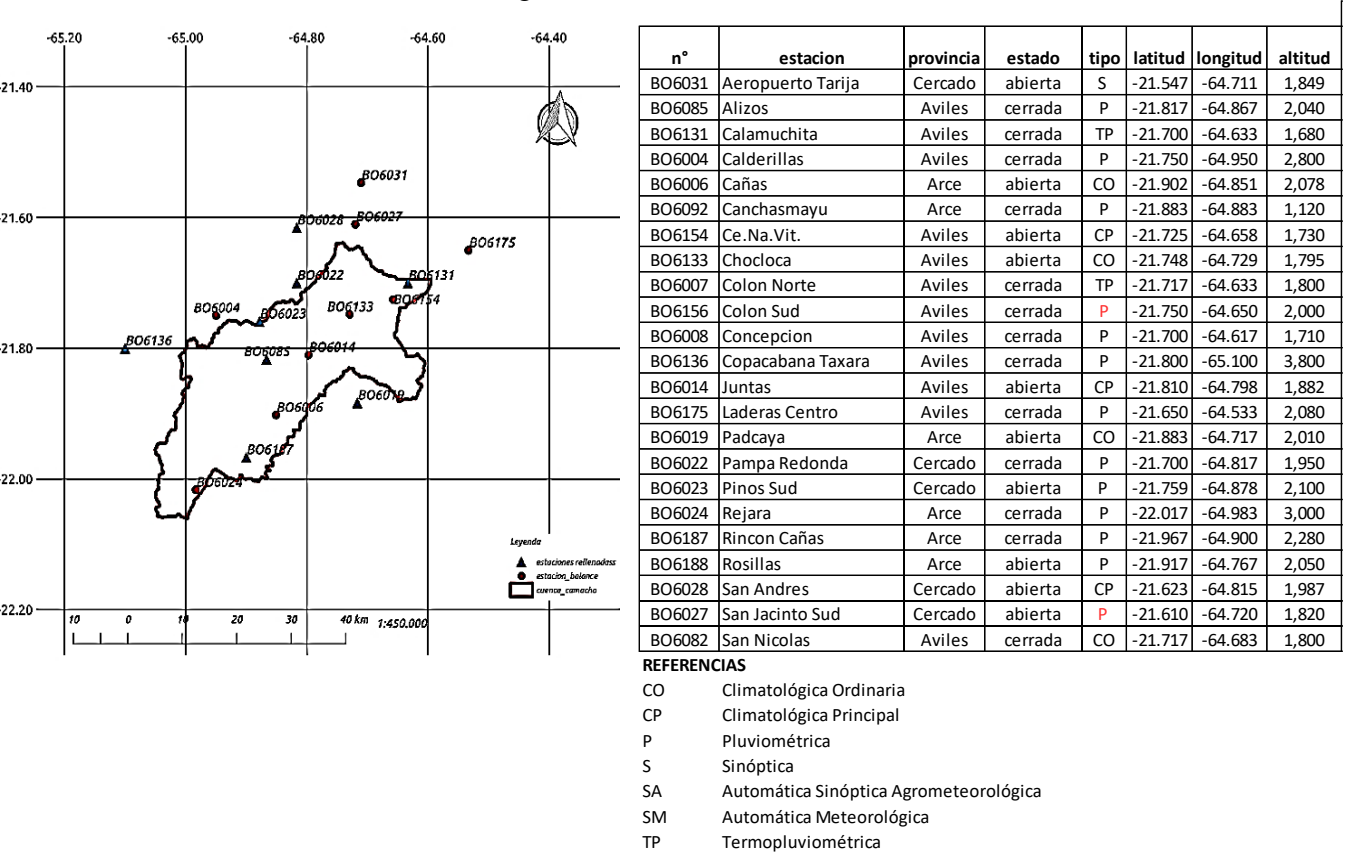 -65.20 -65.00 -64.80 -64.60 -64.40
-21.40
BO6031
-21.60
BO6028 BO6027
BO6175
BO6022 BO6131
BO6004 BO6023 BO6133 BO6154
-21.80
BO6136 BO6085 BO6014
BO6019
BO6006
BO6187
-22.00
BO6024
Leyenda
estaciones rellenadass
estacion_balance
cuenca_camacho
-22.20
10 0 10 20 30 40 km 1:450.000
n° estacion provincia estado tipo latitud longitud altitud
BO6031 Aeropuerto Tarija Cercado abierta S -21.547 -64.711 1,849
BO6085 Alizos Aviles cerrada P -21.817 -64.867 2,040
BO6131 Calamuchita Aviles cerrada TP -21.700 -64.633 1,680
BO6004 Calderillas Aviles cerrada P -21.750 -64.950 2,800
BO6006 Cañas Arce abierta CO -21.902 -64.851 2,078
BO6092 Canchasmayu Arce cerrada P -21.883 -64.883 1,120
BO6154 Ce.Na.Vit. Aviles abierta CP -21.725 -64.658 1,730
BO6133 Chocloca Aviles abierta CO -21.748 -64.729 1,795
BO6007 Colon Norte Aviles cerrada TP -21.717 -64.633 1,800
BO6156 Colon Sud Aviles cerrada P -21.750 -64.650 2,000
BO6008 Concepcion Aviles cerrada P -21.700 -64.617 1,710
BO6136 Copacabana Taxara Aviles cerrada P -21.800 -65.100 3,800
BO6014 Juntas Aviles abierta CP -21.810 -64.798 1,882
BO6175 Laderas Centro Aviles cerrada P -21.650 -64.533 2,080
BO6019 Padcaya Arce abierta CO -21.883 -64.717 2,010
BO6022 Pampa Redonda Cercado cerrada P -21.700 -64.817 1,950
BO6023 Pinos Sud Cercado abierta P -21.759 -64.878 2,100
BO6024 Rejara Arce cerrada P -22.017 -64.983 3,000
BO6187 Rincon Cañas Arce cerrada P -21.967 -64.900 2,280
BO6188 Rosillas Arce abierta P -21.917 -64.767 2,050
BO6028 San Andres Cercado abierta CP -21.623 -64.815 1,987
BO6027 San Jacinto Sud Cercado abierta P -21.610 -64.720 1,820
BO6082 San Nicolas Aviles cerrada CO -21.717 -64.683 1,800
REFERENCIAS
CO Climatológica Ordinaria
CP Climatológica Principal
P Pluviométrica
S Sinóptica
SA Automática Sinóptica Agrometeorológica
SM Automática Meteorológica
TP Termopluviométrica